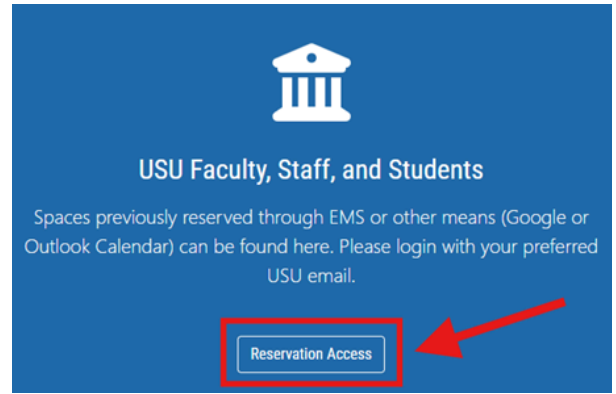 USU Faculty, Staff, and Students
Spaces previously reserved through EMS or other means (Google or
Outlook Calendar) can be found here. Please login with your preferred
USU email.
Reservation Access